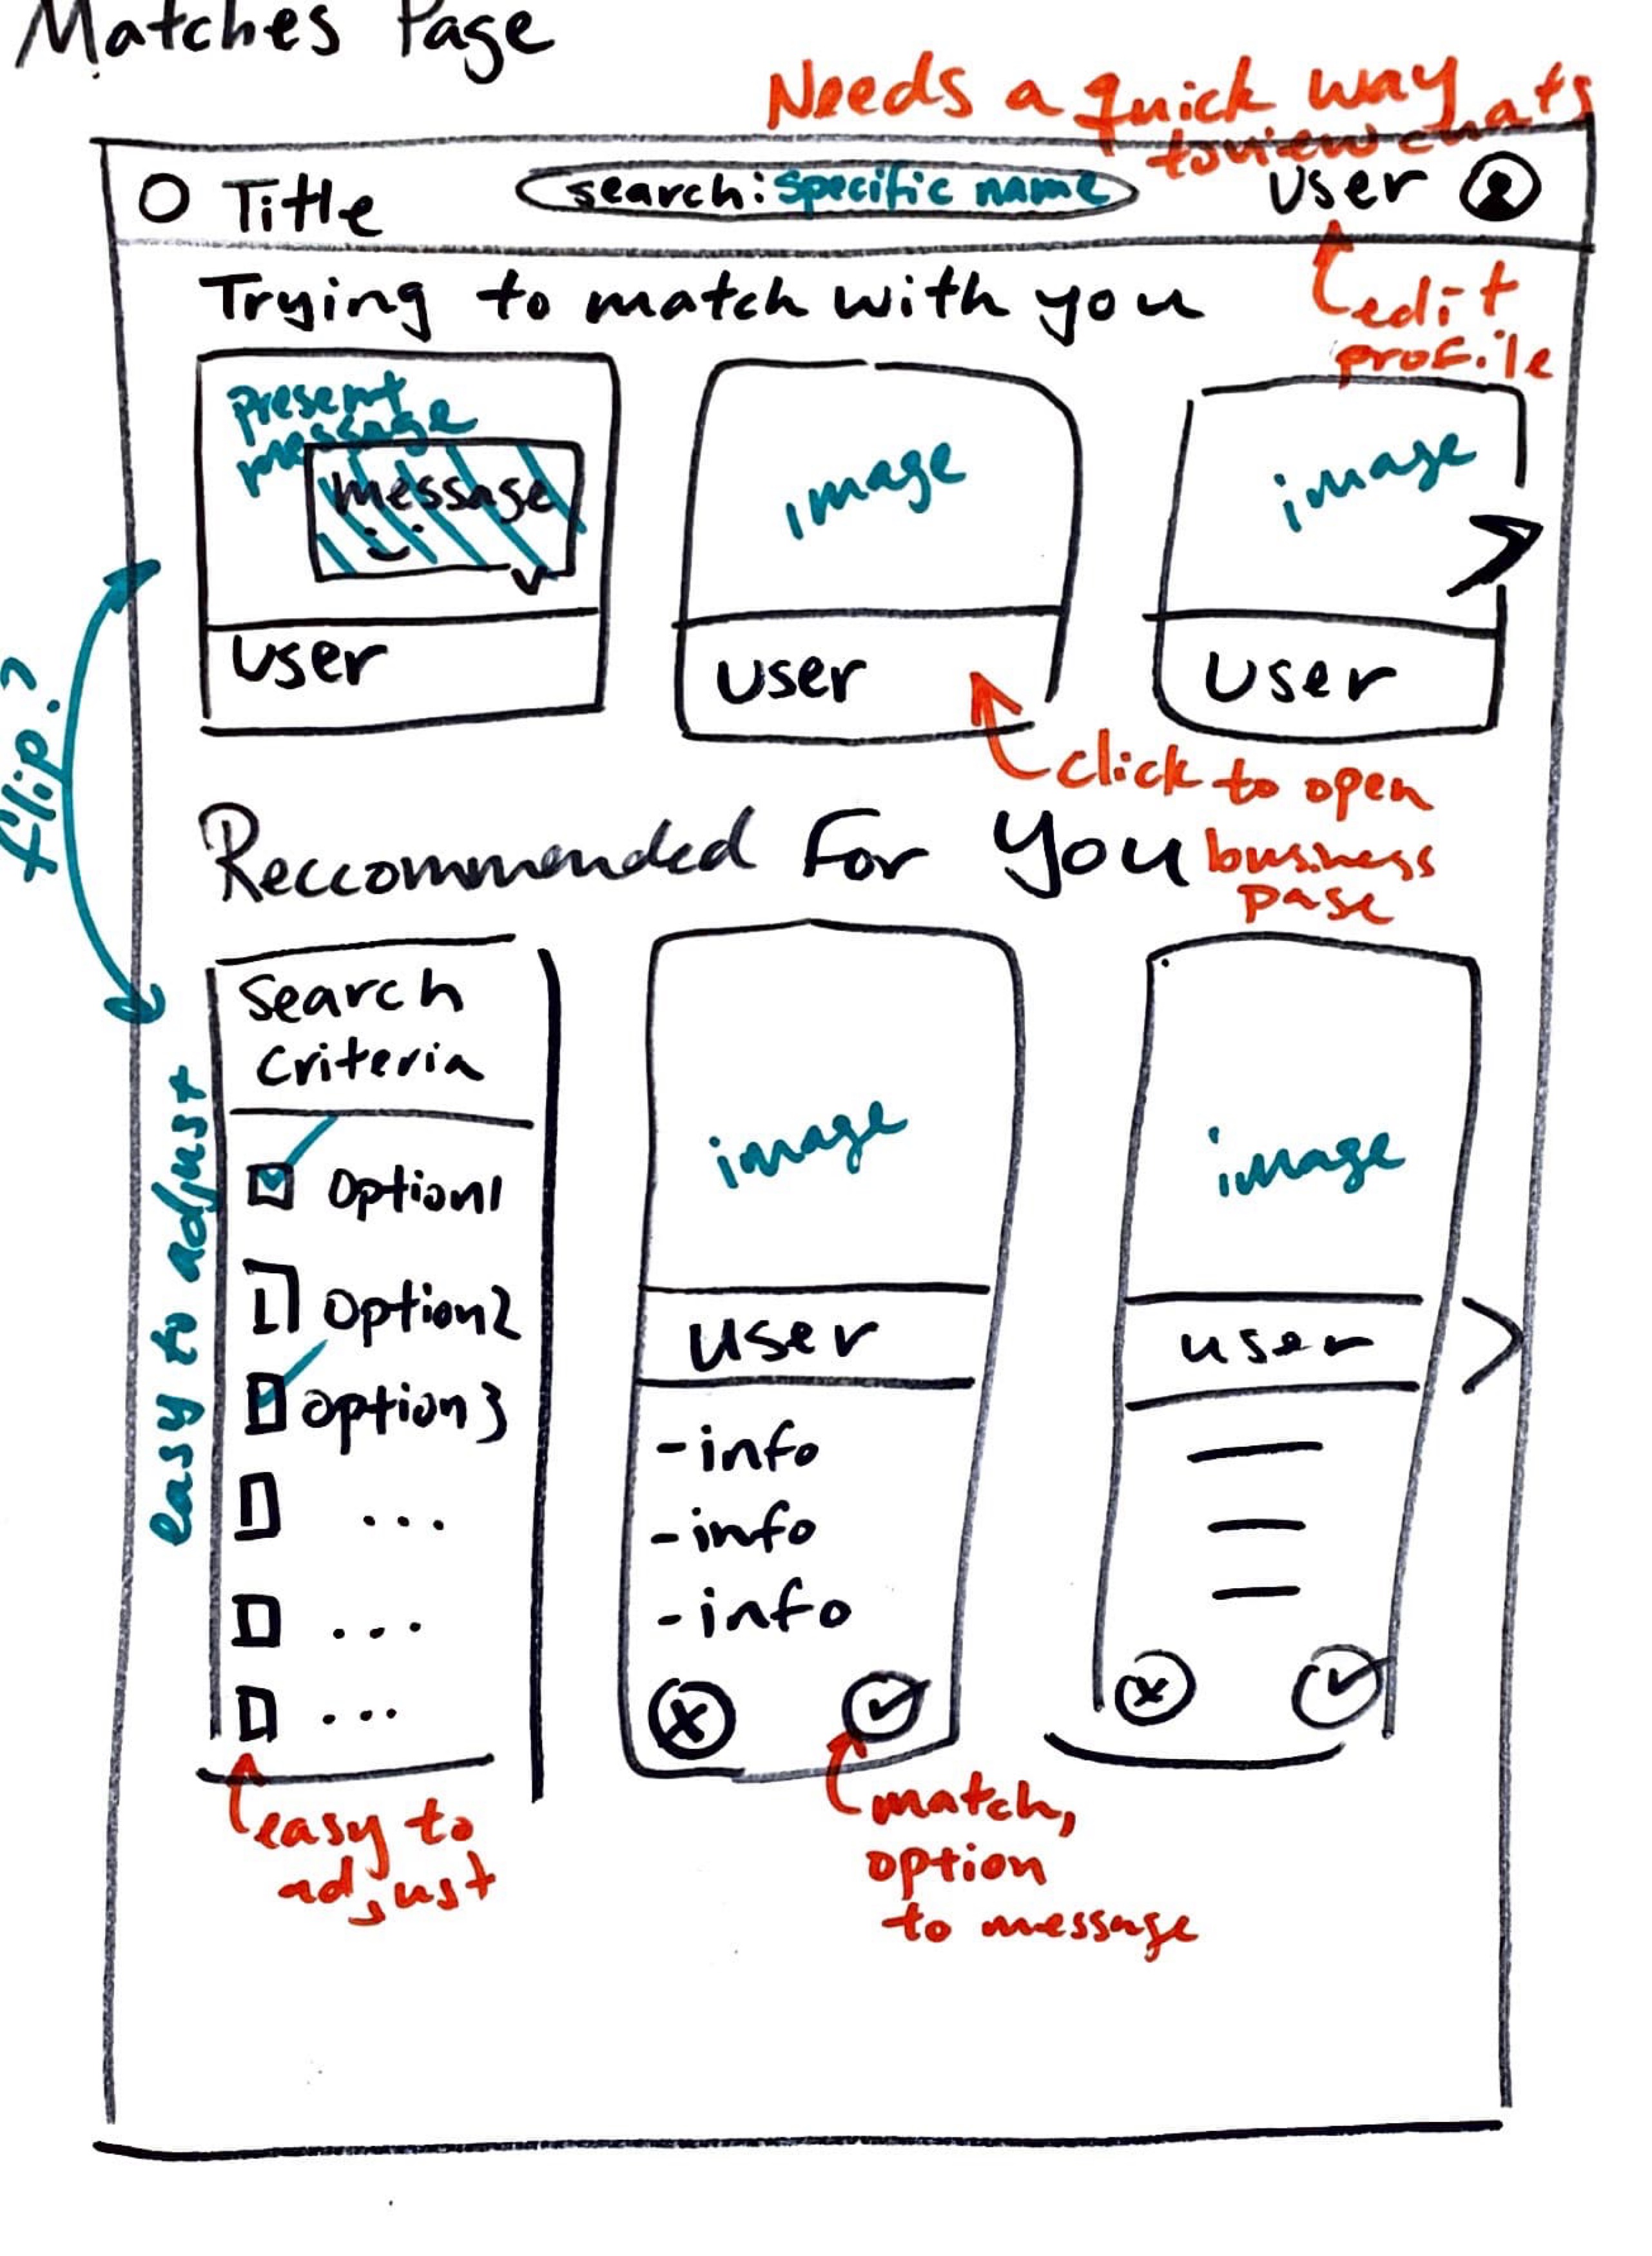 Matches Page
Needs a quick way
to view chats
Title
search: specific name
User
edit
profile
Trying to match with you
present
message
message
image
image
User
User
User
click to open
business
page
flip?
Reccommended for you
Search
Criteria
image
image
easy to adjust
Option1
Option2
option3
...
...
...
user
-info
-info
-info
user
easy to
adjust
match,
option
to message